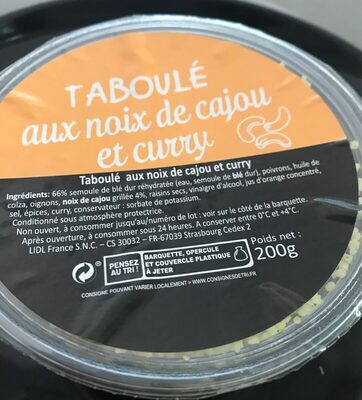 TABOULÉ
aux noix de cajou
et curry
Taboulé aux noix de cajou et curry
Ingrédients: 66% semoule de blé dur réhydratée (eau, semoule de blé dur), poivrons, huile de
colza, oignons, noix de cajou grillée 4%, raisins secs, vinaigre d'alcool, jus d'orange concentré,
sel, épices, curry, conservateur : sorbate de potassium.
Conditionné sous atmosphère protectrice.
Non ouvert, à consommer jusqu'au/numéro de lot : voir sur le côté de la barquette.
Après ouverture, à consommer sous 24 heures. A conserver entre 0°C et +4°C.
LIDL France S.N.C. – CS 30032 – FR-67039 Strasbourg Cedex 2
PENSEZ
AU TRI !
BARQUETTE, OPERCULE
ET COUVERCLE PLASTIQUE
À JETER
Poids net :
200g
CONSIGNE POUVANT VARIER LOCALEMENT > WWW.CONSIGNESDETRI.FR